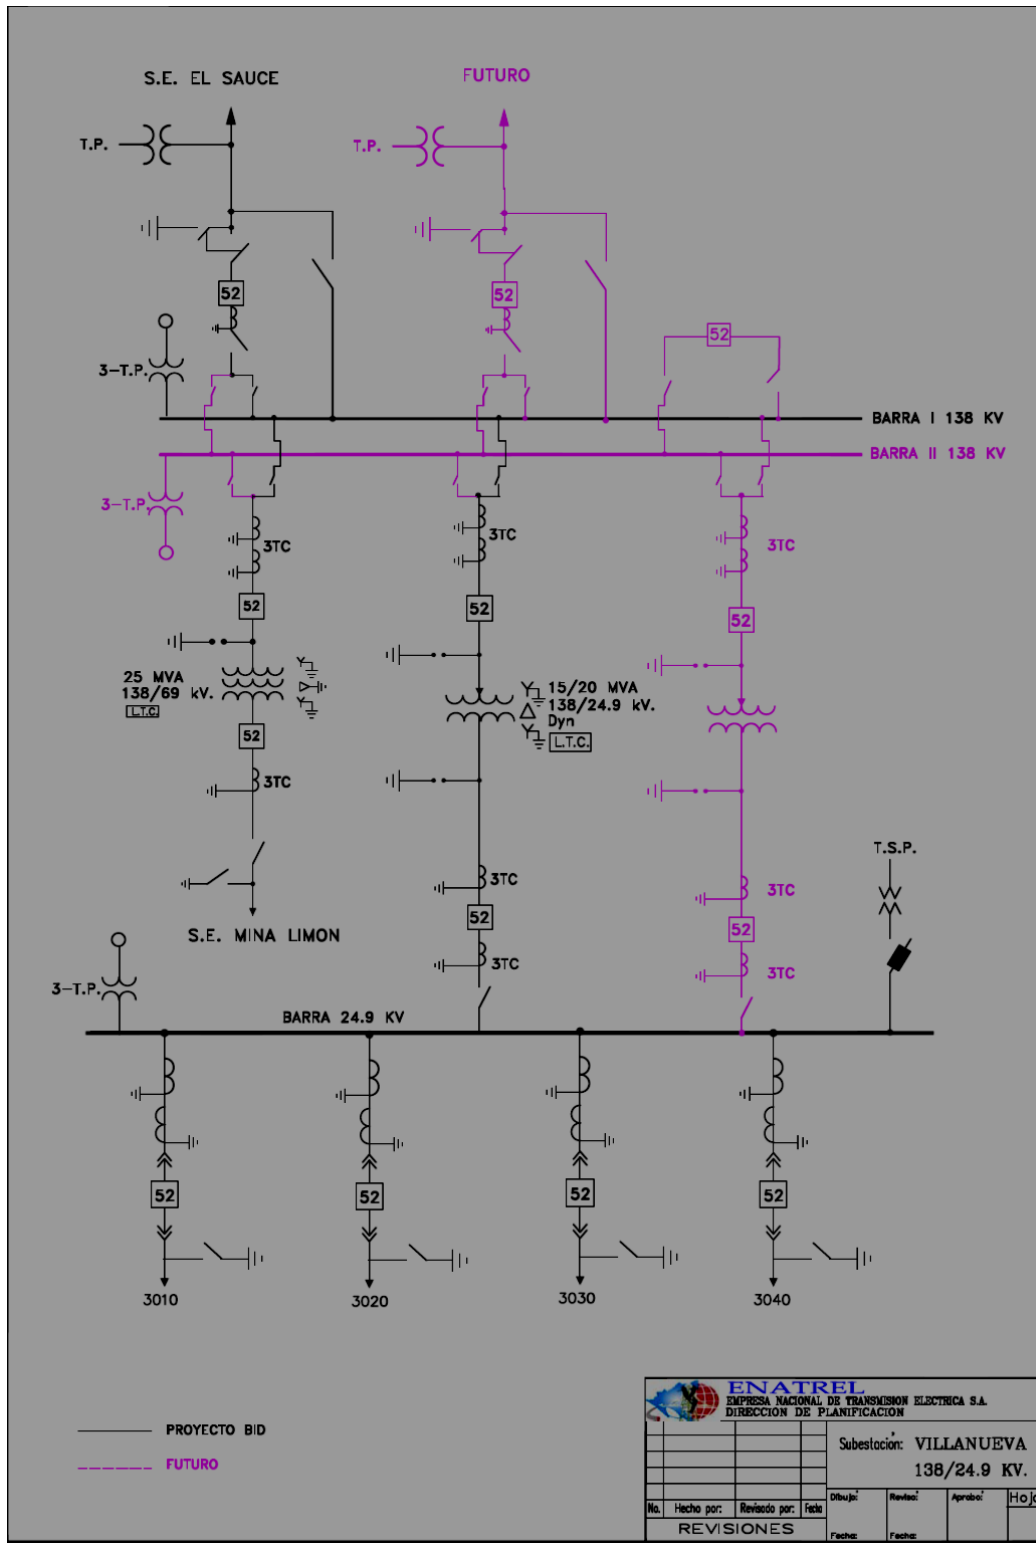 S.E. EL SAUCE
FUTURO
T.P.
T.P.
52
52
52
3-T.P.
BARRA I 138 KV
BARRA II 138 KV
3-T.P.
3TC
3TC
3TC
52
52
52
25 MVA
138/69 kV.
L.T.C.
15/20 MVA
138/24.9 kV.
Dyn
L.T.C.
52
3TC
T.S.P.
3TC
3TC
52
52
S.E. MINA LIMON
3TC
3TC
3-T.P.
BARRA 24.9 KV
52
52
52
52
3010
3020
3030
3040
PROYECTO BID
FUTURO
ENATREL
EMPRESA NACIONAL DE TRANSMISION ELECTRICA S.A.
DIRECCION DE PLANIFICACION
Subestación: VILLANUEVA
138/24.9 KV.
No. Hecho por: Revisado por: Fecha
REVISIONES
Dibujo:
Reviso:
Aprobo:
Hoja
Fecha:
Fecha: